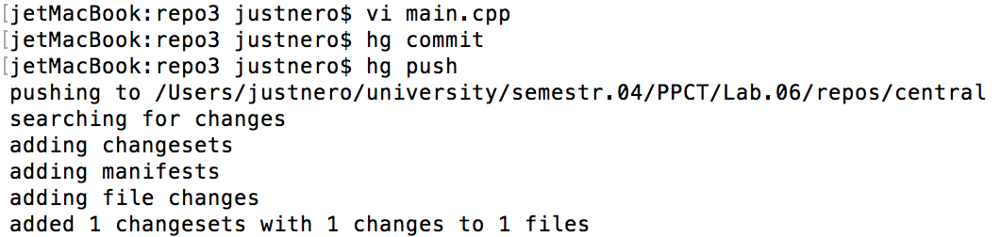 [jetMacBook:repo3 justnero$ vi main.cpp
[jetMacBook:repo3 justnero$ hg commit
[jetMacBook:repo3 justnero$ hg push
pushing to /Users/justnero/university/semestr.04/PPCT/Lab.06/repos/central
searching for changes
adding changesets
adding manifests
adding file changes
added 1 changesets with 1 changes to 1 files